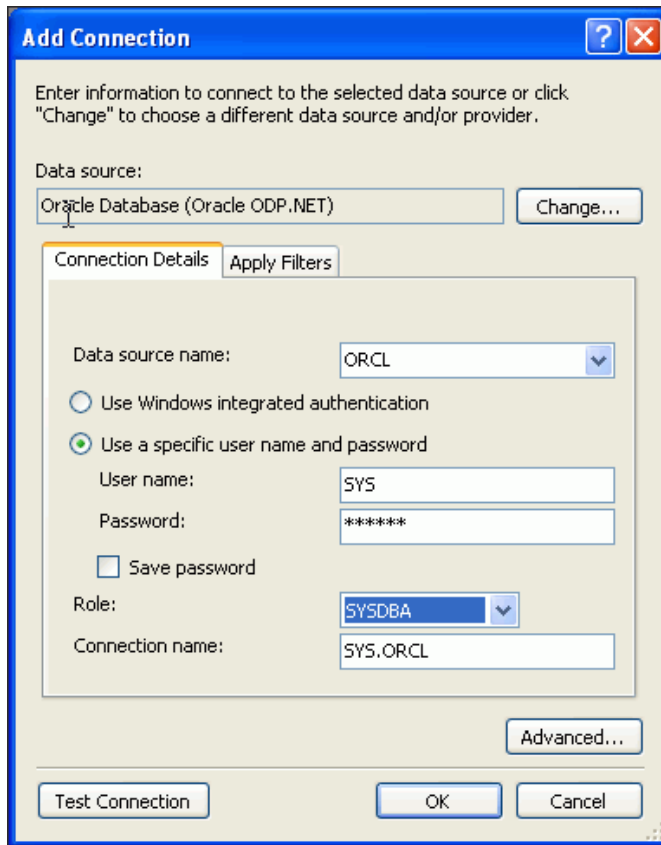 Add Connection
Enter information to connect to the selected data source or click
"Change" to choose a different data source and/or provider.
Data source:
Oracle Database (Oracle ODP.NET)
Change...
Connection Details
Apply Filters
Data source name:
ORCL
Use Windows integrated authentication
Use a specific user name and password
User name:
SYS
Password:
******
Save password
Role:
SYSDBA
Connection name:
SYS.ORCL
Advanced...
Test Connection
OK
Cancel